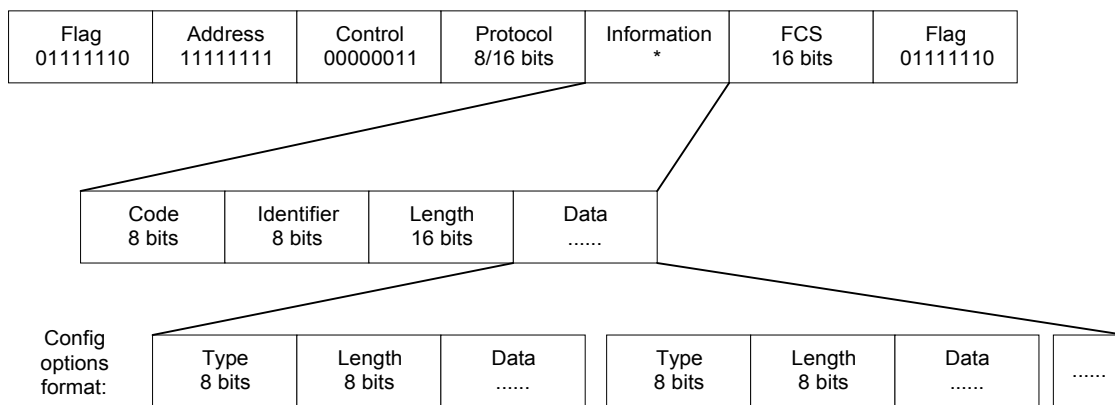 Flag Address Control Protocol Information FCS Flag
01111110 11111111 00000011 8/16 bits * 16 bits 01111110
Code Identifier Length Data
8 bits 8 bits 16 bits ......
Config
options
format:
Type Length Data Type Length Data ......
8 bits 8 bits ...... 8 bits 8 bits ......